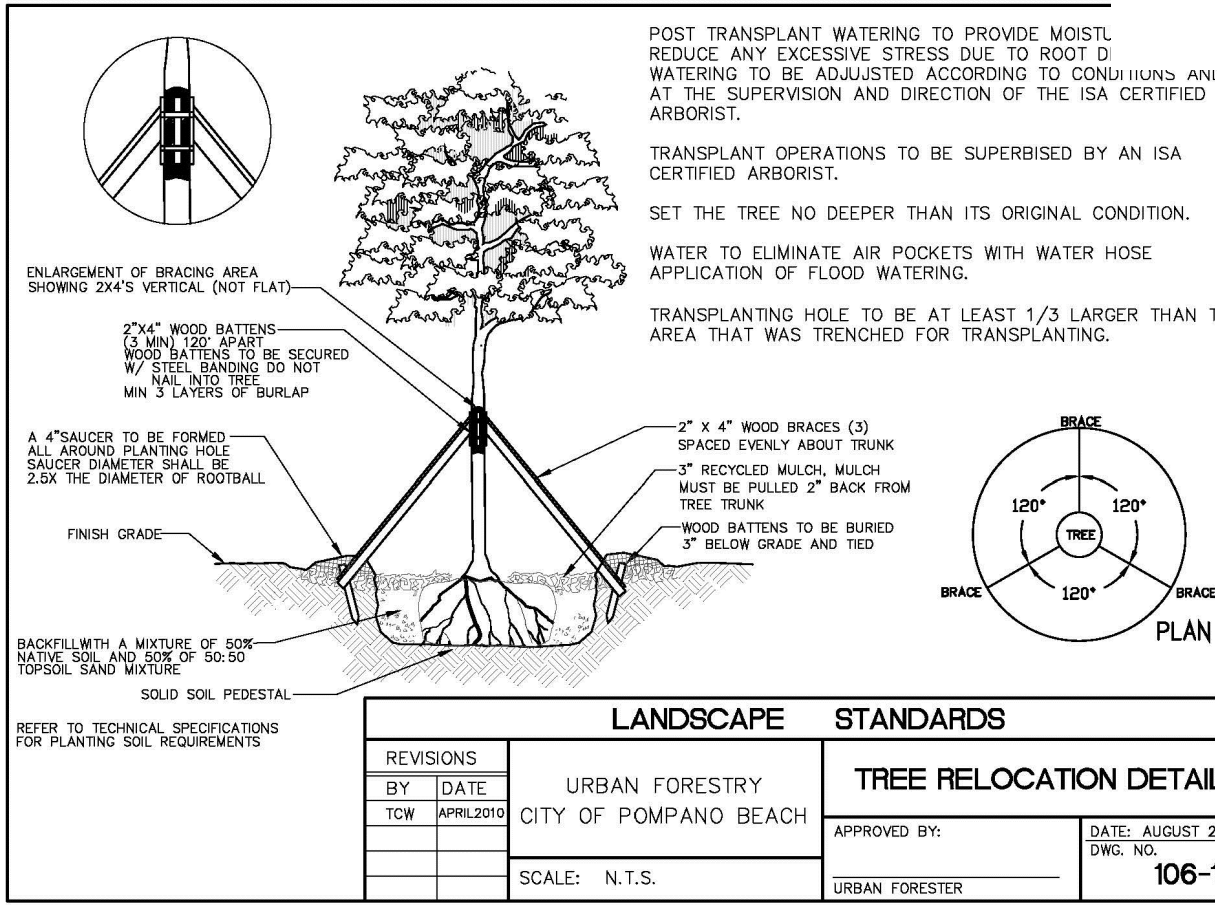 POST TRANSPLANT WATERING TO PROVIDE
REDUCE ANY EXCESSIVE STRESS DUE TO ROOT
WATERING TO BE ADJUUSTED ACCORDING TO CONDITIONS
AT THE SUPERVISION AND DIRECTION OF THE ISA CERTIFIED
ARBORIST.
TRANSPLANT OPERATIONS TO BE SUPERBISED BY AN ISA
CERTIFIED ARBORIST.
SET THE TREE NO DEEPER THAN ITS ORIGINAL CONDITION.
WATER TO ELIMINATE AIR POCKETS WITH WATER HOSE
APPLICATION OF FLOOD WATERING.
TRANSPLANTING HOLE TO BE AT LEAST 1/3 LARGER THAN
AREA THAT WAS TRENCHED FOR TRANSPLANTING.
ENLARGEMENT OF BRACING AREA
SHOWING 2X4'S VERTICAL (NOT FLAT)
2"X4" WOOD BATTENS
(3 MIN) 120° APART
WOOD BATTENS TO BE SECURED
W/ STEEL BANDING DO NOT
NAIL INTO TREE
MIN 3 LAYERS OF BURLAP
A 4"SAUCER TO BE FORMED
ALL AROUND PLANTING HOLE
SAUCER DIAMETER SHALL BE
2.5X THE DIAMETER OF ROOTBALL
FINISH GRADE
BACKFILLWITH A MIXTURE OF 50%
NATIVE SOIL AND 50% OF 50:50
TOPSOIL SAND MIXTURE
SOLID SOIL PEDESTAL
REFER TO TECHNICAL SPECIFICATIONS
FOR PLANTING SOIL REQUIREMENTS
2" X 4" WOOD BRACES (3)
SPACED EVENLY ABOUT TRUNK
3" RECYCLED MULCH, MULCH
MUST BE PULLED 2" BACK FROM
TREE TRUNK
WOOD BATTENS TO BE BURIED
3" BELOW GRADE AND TIED
BRACE
120°
120°
TREE
120°
BRACE
BRACE
PLAN
LANDSCAPE STANDARDS
REVISIONS
BY DATE
TCW APRIL2010
URBAN FORESTRY
CITY OF POMPANO BEACH
SCALE: N.T.S.
TREE RELOCATION DETAIL
APPROVED BY:
URBAN FORESTER
DATE: AUGUST
DWG. NO.
106-